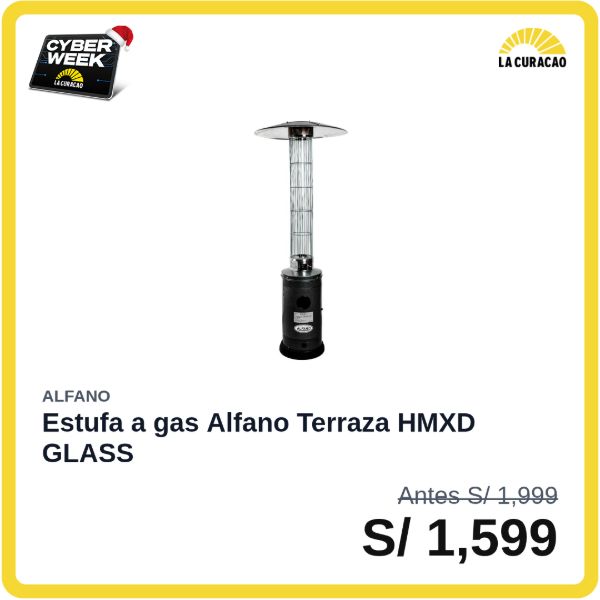 CYBER
WEEK
LA CURACAO
LA CURACAO
ALFANO
Estufa a gas Alfano Terraza HMXD
GLASS
Antes S/ 1,999
S/ 1,599